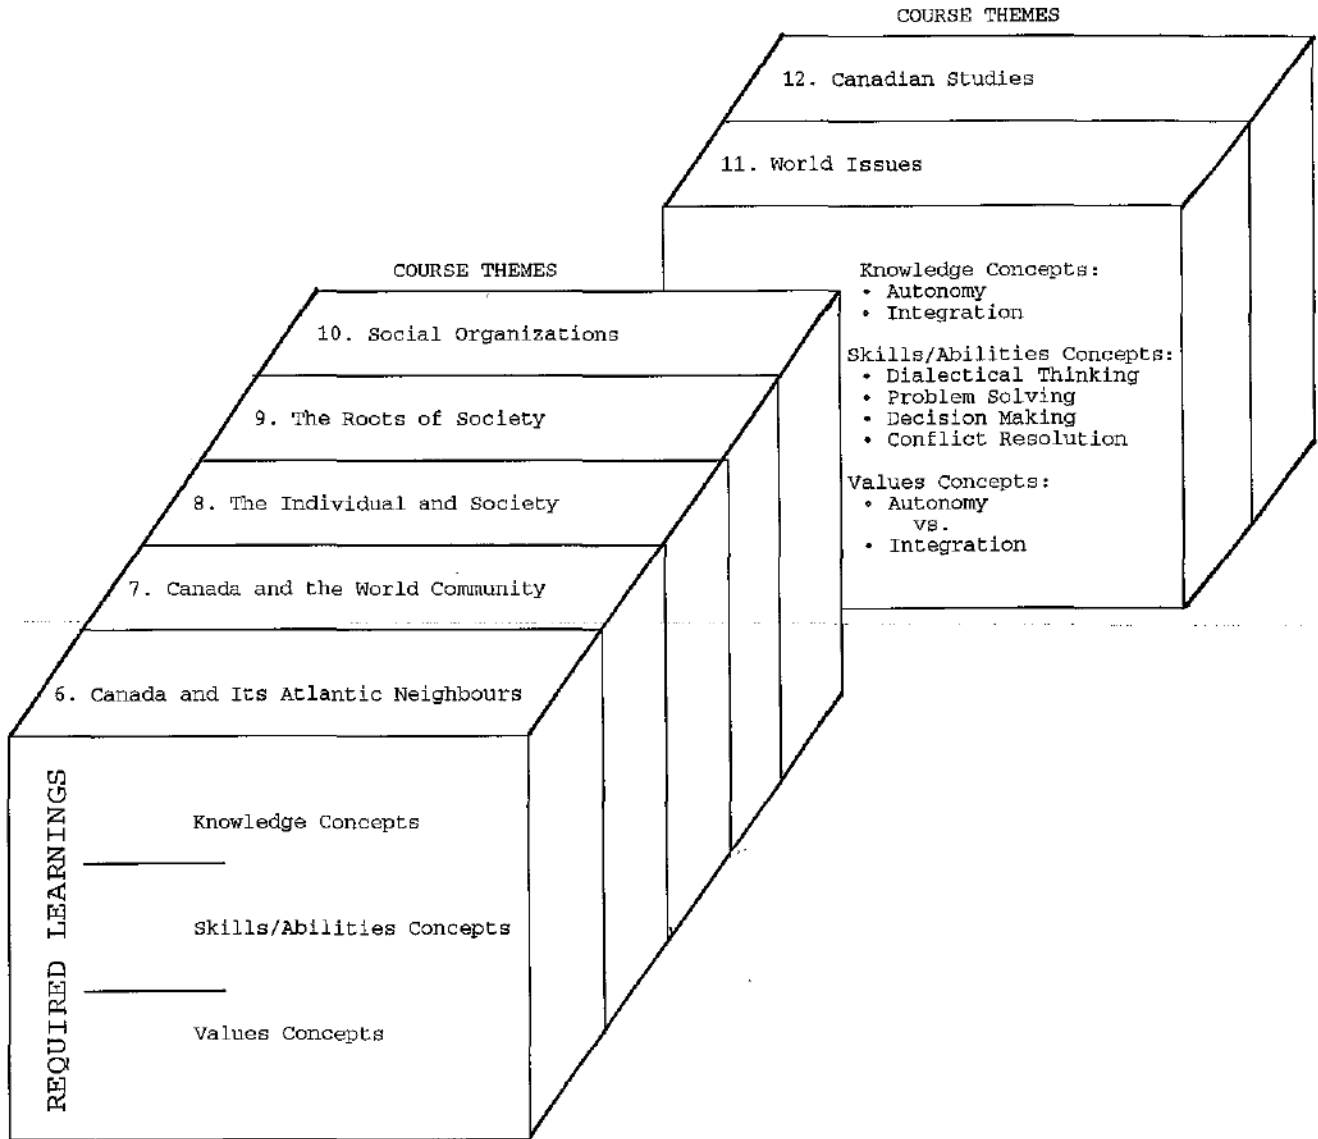 COURSE THEMES
12. Canadian Studies
11. World Issues
Knowledge Concepts:
• Autonomy
• Integration
Skills/Abilities Concepts:
• Dialectical Thinking
• Problem Solving
• Decision Making
• Conflict Resolution
Values Concepts:
• Autonomy
vs.
• Integration
COURSE THEMES
10. Social Organizations
9. The Roots of Society
8. The Individual and Society
7. Canada and the World Community
6. Canada and Its Atlantic Neighbours
REQUIRED LEARNINGS
Knowledge Concepts
Skills/Abilities Concepts
Values Concepts